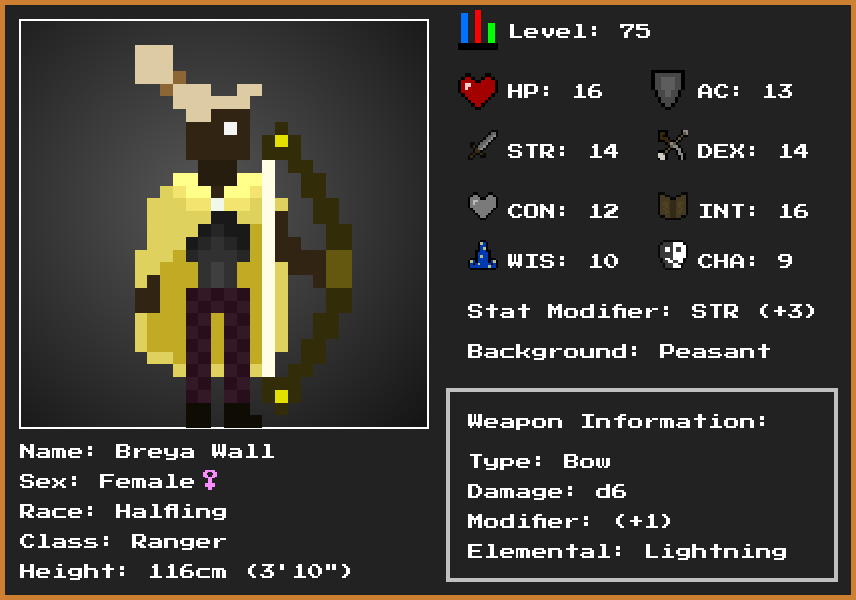 Level: 75
HP: 16
AC: 13
STR: 14
DEX: 14
CON: 12
INT: 16
WIS: 10
CHA: 9
Stat Modifier: STR (+3)
Background: Peasant
Weapon Information:
Type: Bow
Damage: d6
Modifier: (+1)
Elemental: Lightning
Name: Breya Wall
Sex: Female♀
Race: Halfling
Class: Ranger
Height: 116cm (3'10")